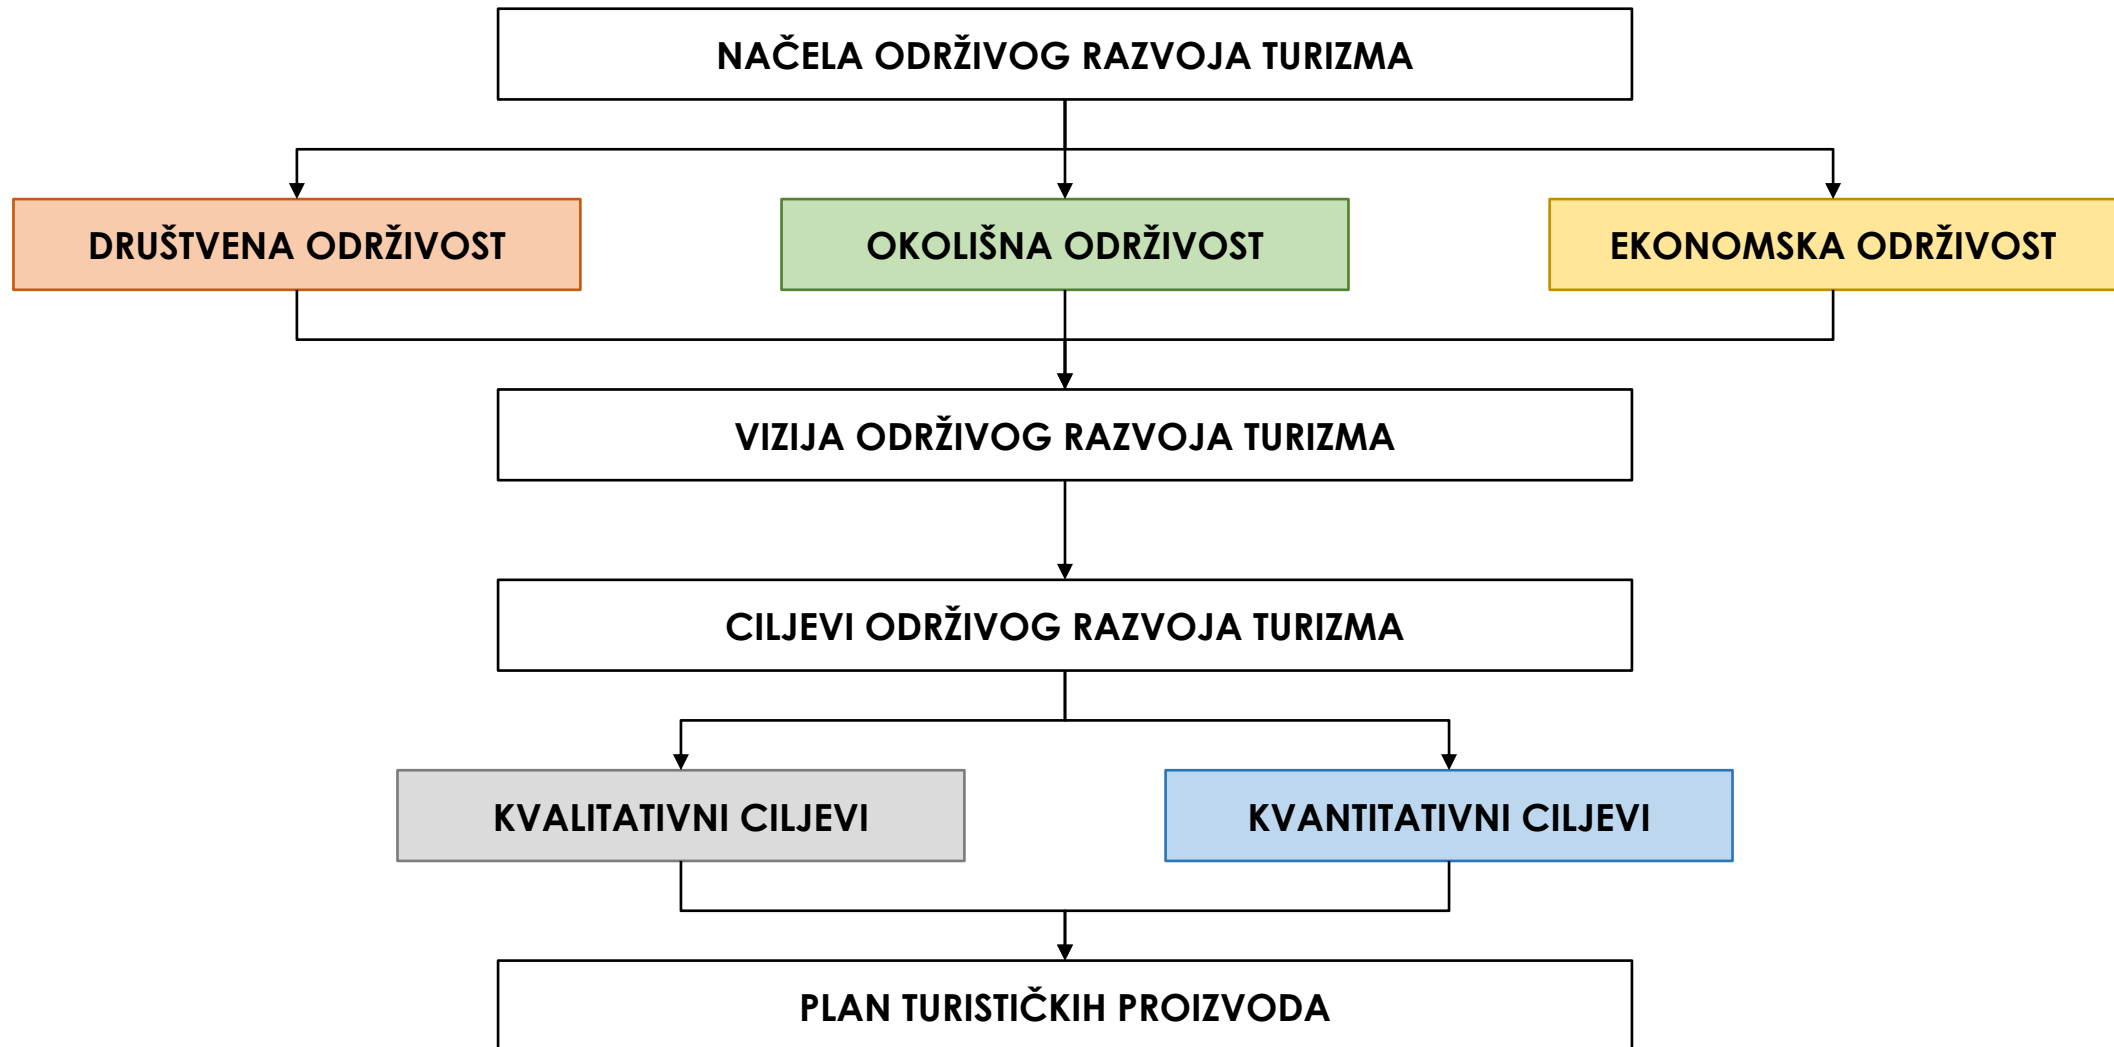 NAČELA ODRŽIVOG RAZVOJA TURIZMA
DRUŠTVENA ODRŽIVOST
OKOLIŠNA ODRŽIVOST
EKONOMSKA ODRŽIVOST
VIZIJA ODRŽIVOG RAZVOJA TURIZMA
CILJEVI ODRŽIVOG RAZVOJA TURIZMA
KVALITATIVNI CILJEVI
KVANTITATIVNI CILJEVI
PLAN TURISTIČKIH PROIZVODA